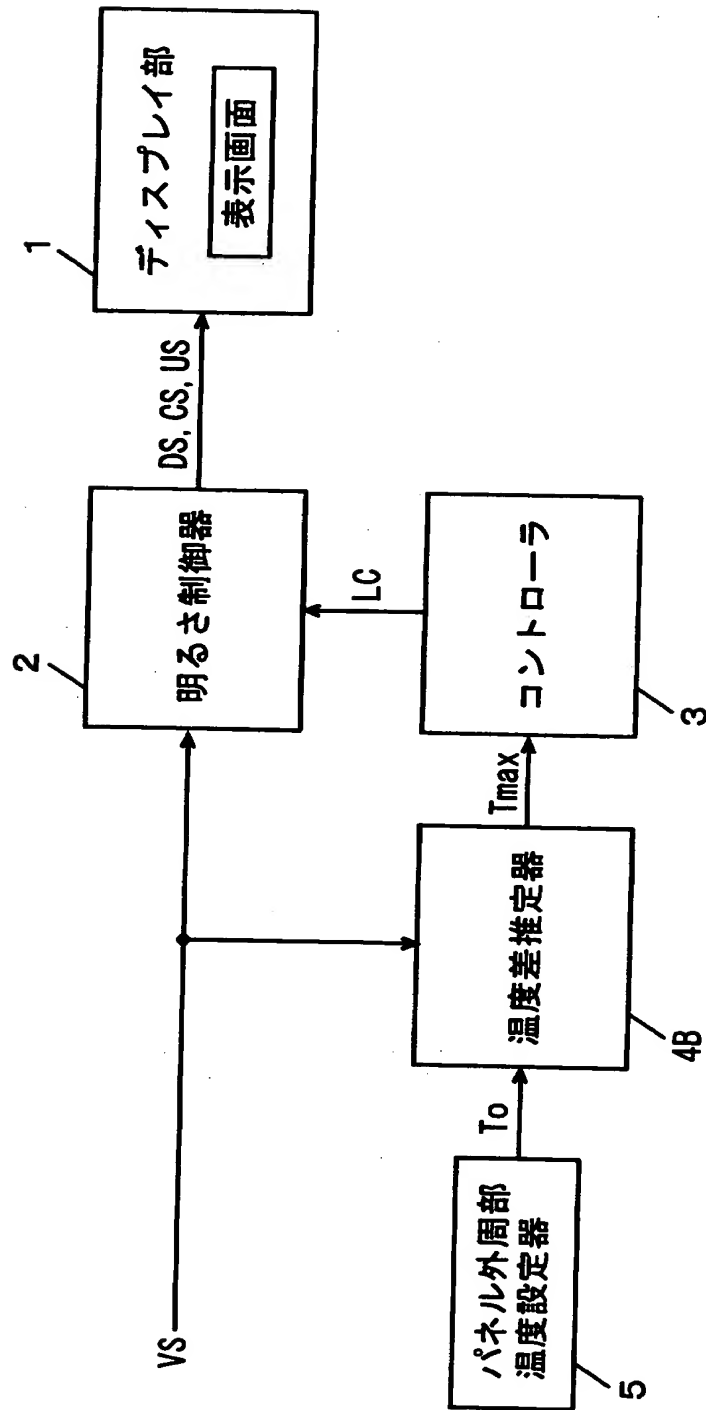 1
ディスプレイ部
表示画面
DS, CS, US
2
明るさ制御器
LC
コントローラ
3
Tmax
温度差推定器
4B
To
パネル外周部
温度設定器
5
VS